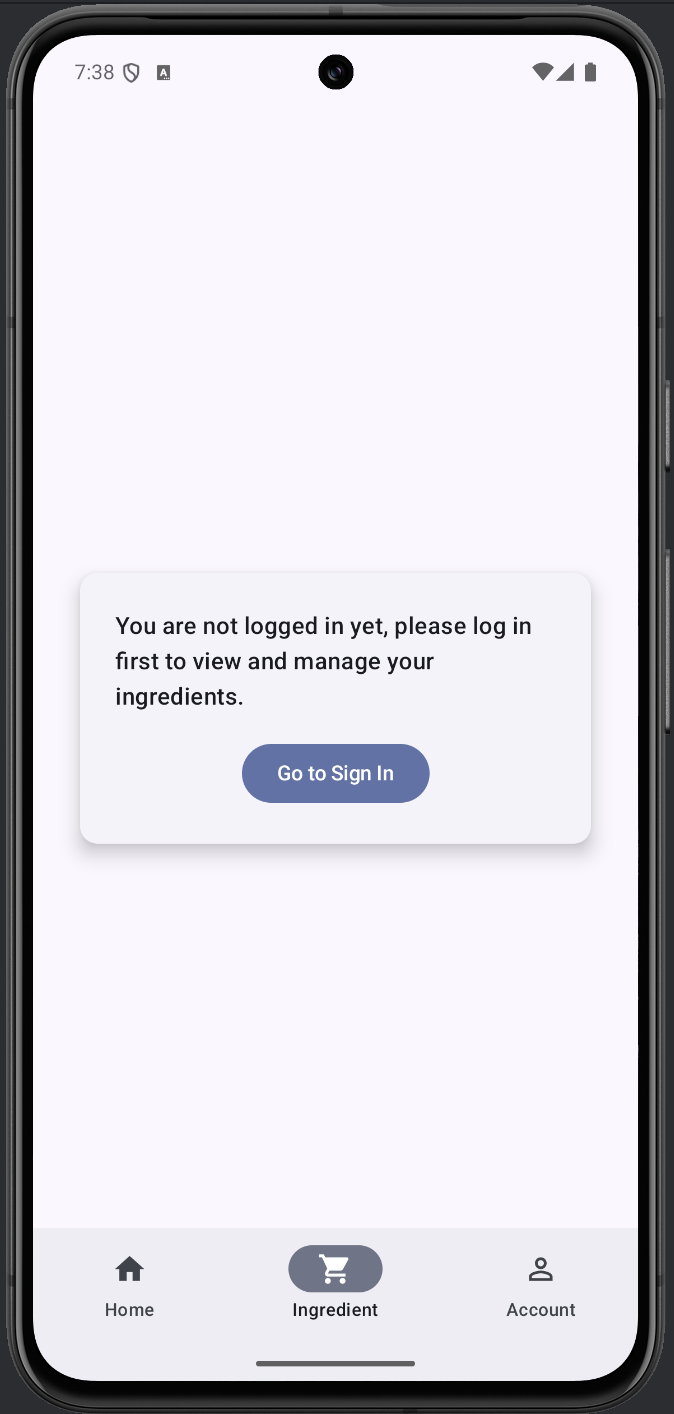 7:38
A
You are not logged in yet, please log in
first to view and manage your
ingredients.
Go to Sign In
Home
Ingredient
Account